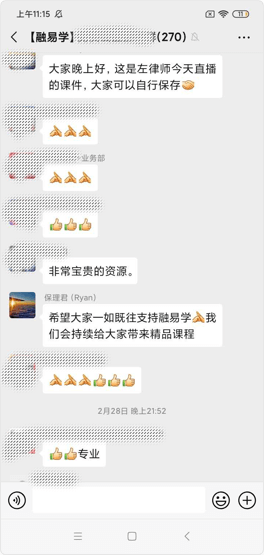 上午11:15
11
【融易学】
群(270)
大家晚上好，这是左律师今天直播
的课件，大家可以自行保存
业务部
非常宝贵的资源。
保理君 (Ryan)
希望大家一如既往支持融易学🙏我
们会持续给大家带来精品课程
🙏🙏🙏👍👍👍
2月28日 晚上21:52
👍👍专业